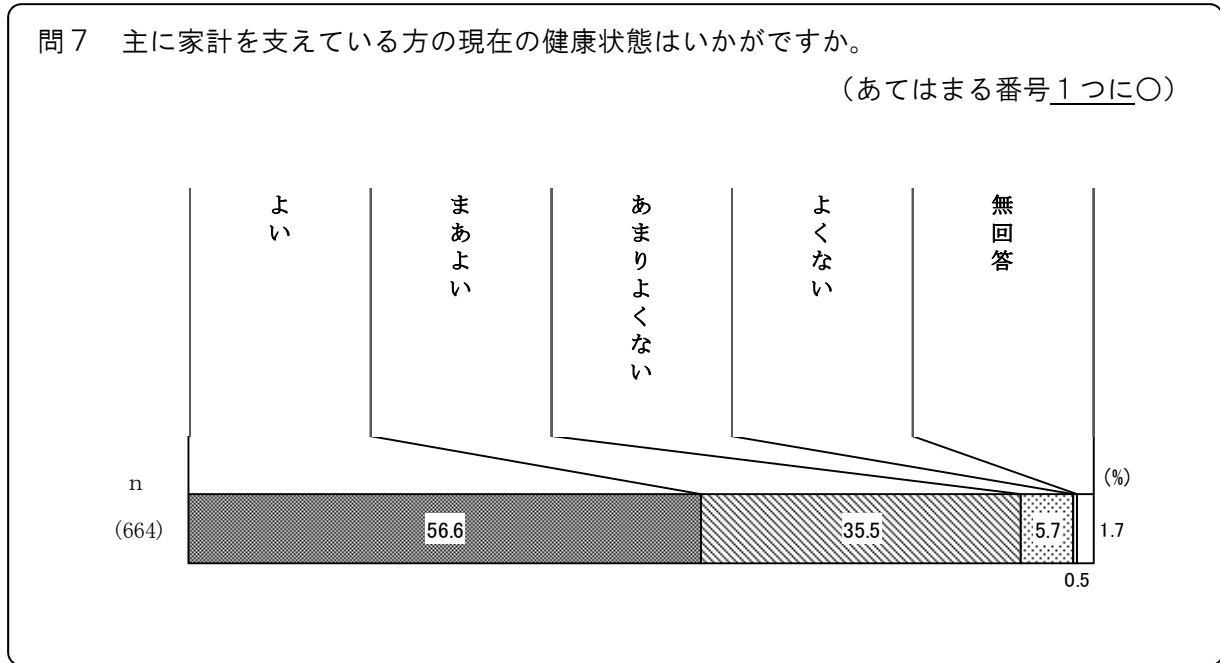 問７　主に家計を支えている方の現在の健康状態はいかがですか。
（あてはまる番号１つに○）
よい
まあよい
あまりよくない
よくない
無回答
(%)
n
(664)
56.6
35.5
5.7
1.7
0.5